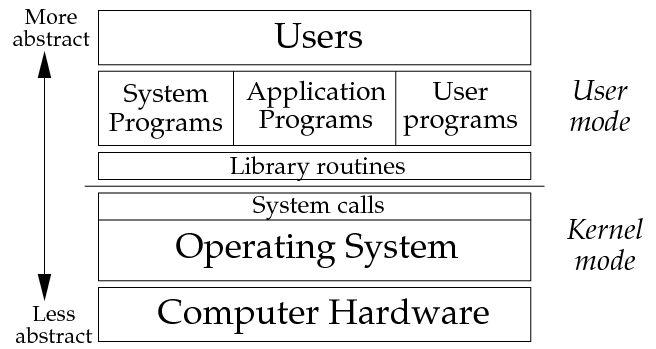 More
abstract
Users
System
Programs
Application
Programs
User
programs
User
mode
Library routines
System calls
Operating System
Kernel
mode
Computer Hardware
Less
abstract